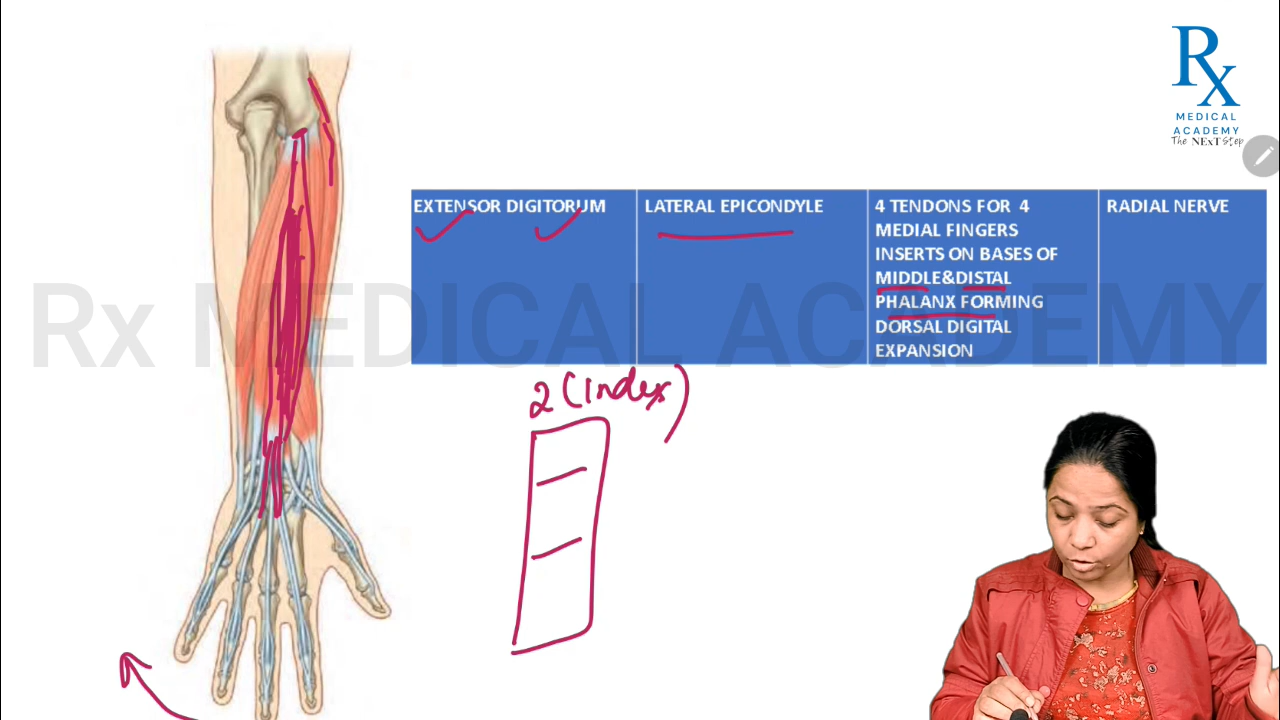 Rx
MEDICAL
ACADEMY
The NExT Step
EXTENSOR DIGITORUM
LATERAL EPICONDYLE
4 TENDONS FOR 4
MEDIAL FINGERS
INSERTS ON BASES OF
MIDDLE&DISTAL
PHALANX FORMING
DORSAL DIGITAL
EXPANSION
RADIAL NERVE
Rx MEDICAL ACADEMY
2 (Index)